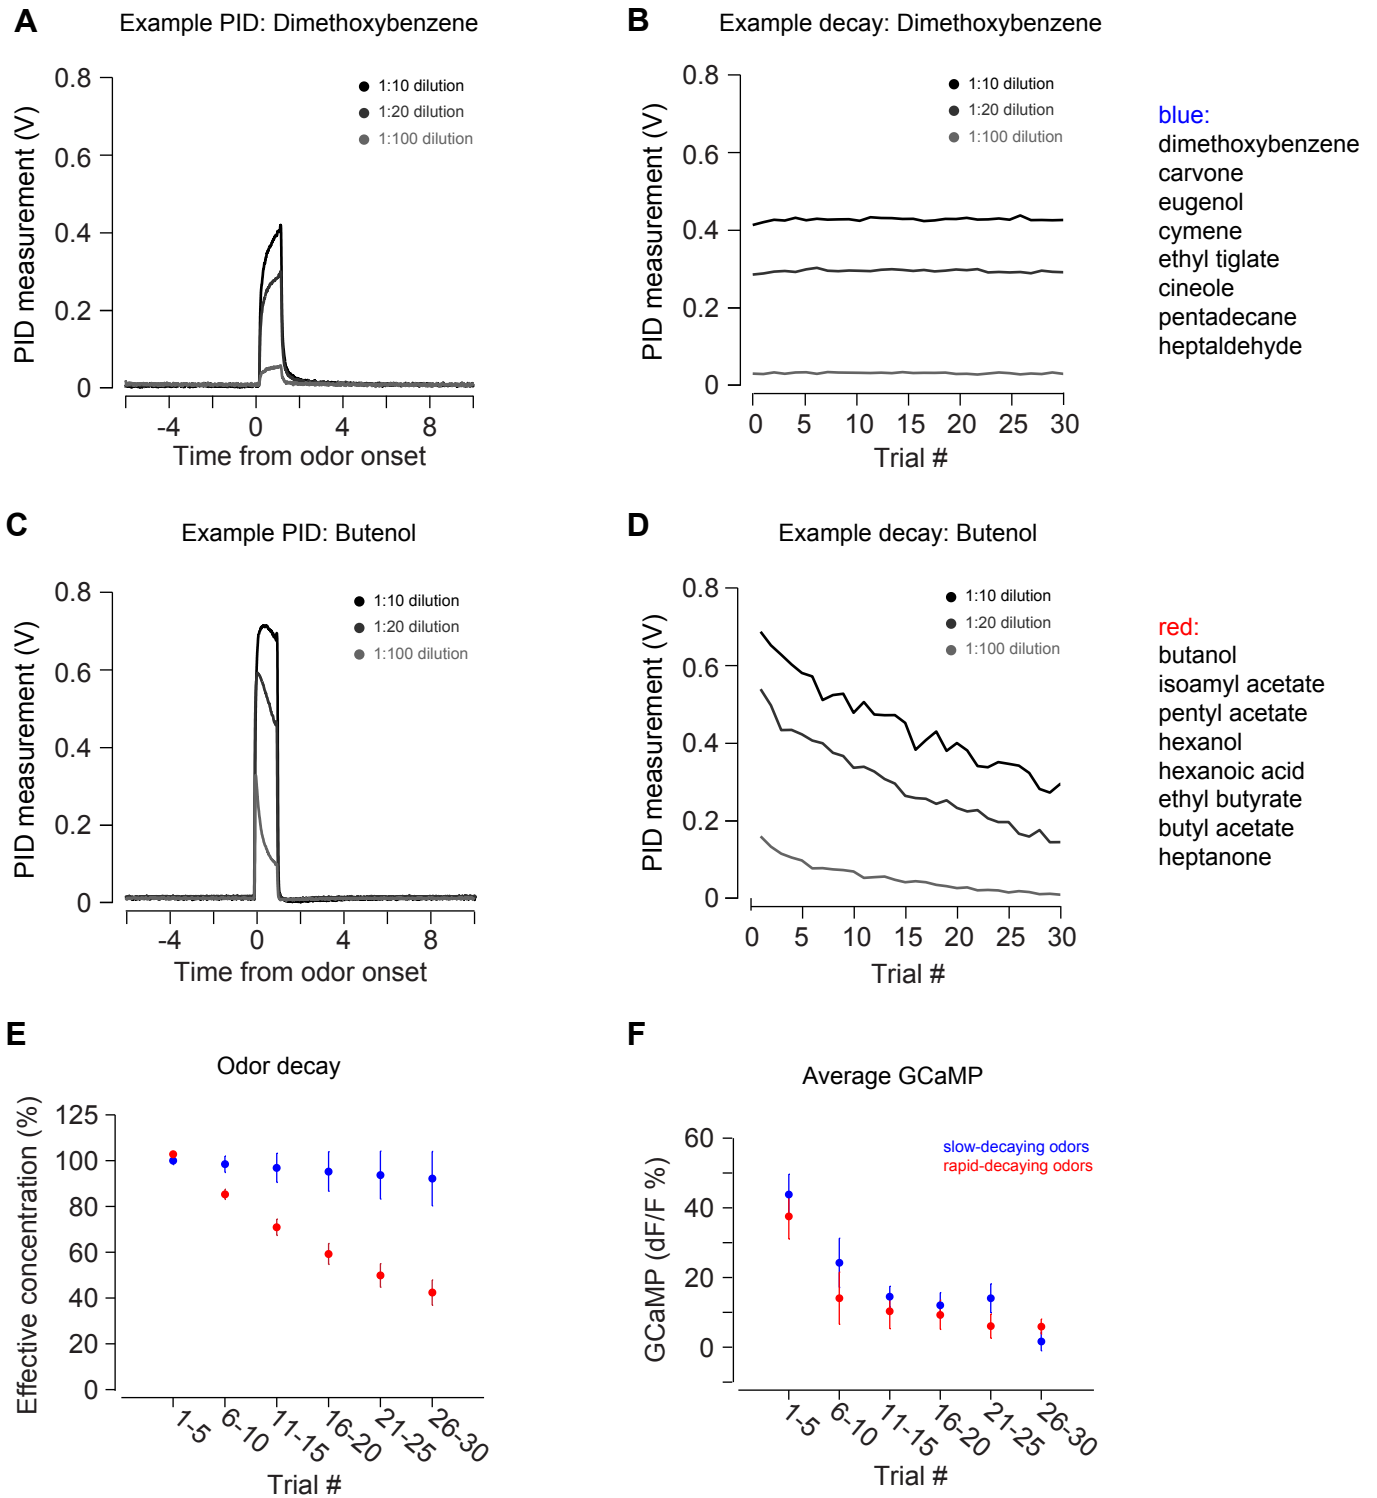 A
Example PID: Dimethoxybenzene
0.8
0.6
0.4
0.2
0
PID measurement (V)
1:10 dilution
1:20 dilution
1:100 dilution
-4
0
4
8
Time from odor onset
B
Example decay: Dimethoxybenzene
0.8
0.6
0.4
0.2
0
PID measurement (V)
1:10 dilution
1:20 dilution
1:100 dilution
0
5
10
15
20
25
30
Trial #
blue:
dimethoxybenzene
carvone
eugenol
cymene
ethyl tiglate
cineole
pentadecane
heptaldehyde
C
Example PID: Butenol
0.8
0.6
0.4
0.2
0
PID measurement (V)
1:10 dilution
1:20 dilution
1:100 dilution
-4
0
4
8
Time from odor onset
D
Example decay: Butenol
0.8
0.6
0.4
0.2
0
PID measurement (V)
1:10 dilution
1:20 dilution
1:100 dilution
0
5
10
15
20
25
30
Trial #
red:
butanol
isoamyl acetate
pentyl acetate
hexanol
hexanoic acid
ethyl butyrate
butyl acetate
heptanone
E
Odor decay
125
100
80
60
40
20
0
Effective concentration (%)
1-5
6-10
11-15
16-20
21-25
26-30
Trial #
F
Average GCaMP
60
40
20
0
GCaMP (dF/F %)
slow-decaying odors
rapid-decaying odors
1-5
6-10
11-15
16-20
21-25
26-30
Trial #